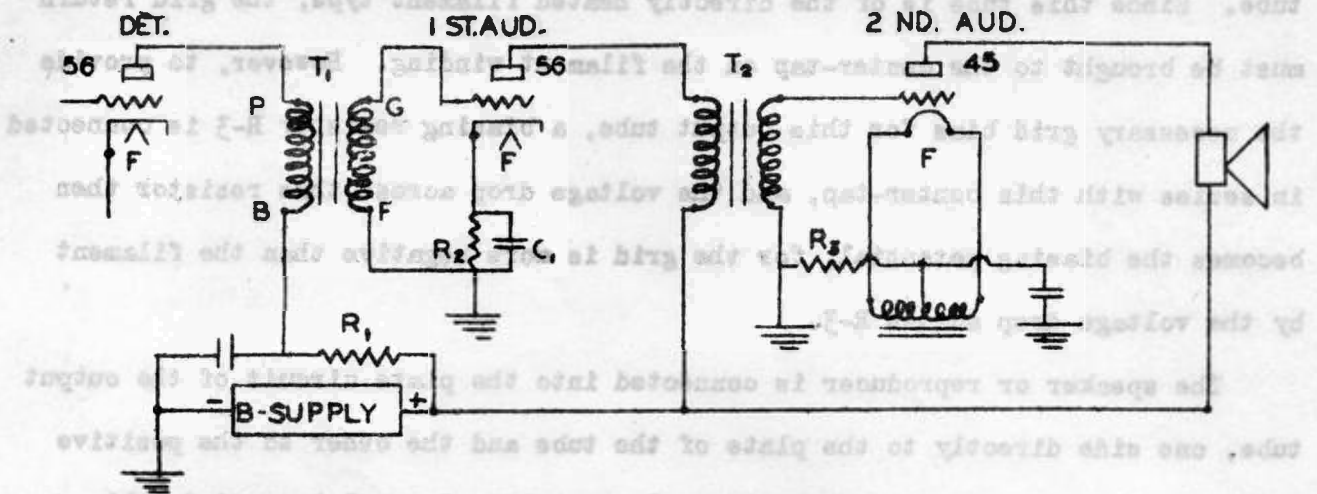 tube. Since this tube is of the directly heated filament type, the grid return
DET. 1 ST. AUD. 2 ND. AUD.
must be brought to the center-tap on the filament winding. However, to provide
56 T1 56 T2 45
the necessary grid bias for this output tube, a biasing resistor R-3 is connected
P G
F F F
in series with this center-tap, and the voltage drop across this resistor then
B F
R2 C1 R3
becomes the biasing potential, for the grid is more negative than the filament
by the voltage drop across R-3.
R1
The speaker or reproducer is connected into the plate circuit of the output
- B-SUPPLY +
tube, one side directly to the plate of the tube and the other to the positive